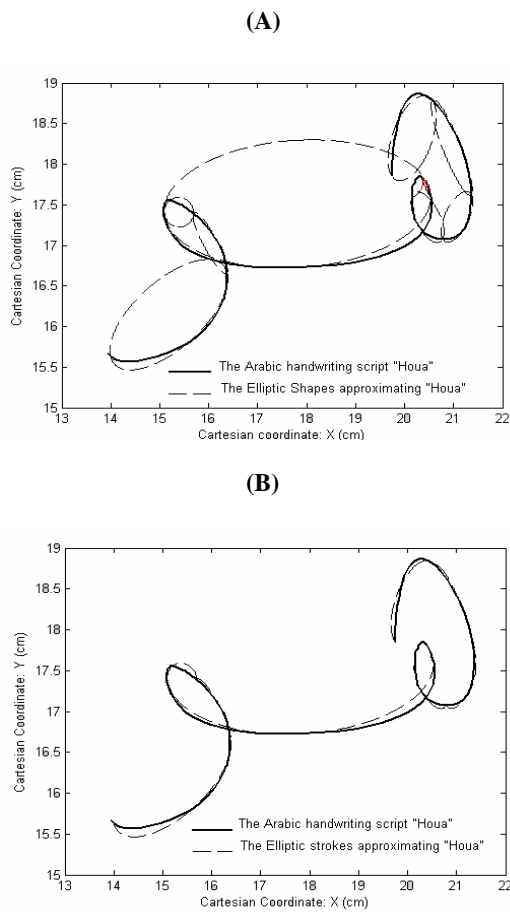 (A)
19
18.5
18
17.5
17
16.5
16
15.5
15
Cartesian Coordinate: Y (cm)
The Arabic handwriting script "Houa"
The Elliptic Shapes approximating "Houa"
13 14 15 16 17 18 19 20 21 22
Cartesian coordinate: X (cm)
(B)
19
18.5
18
17.5
17
16.5
16
15.5
15
Cartesian Coordinate: Y (cm)
The Arabic handwriting script "Houa"
The Elliptic strokes approximating "Houa"
13 14 15 16 17 18 19 20 21 22
Cartesian Coordinate: X (cm)